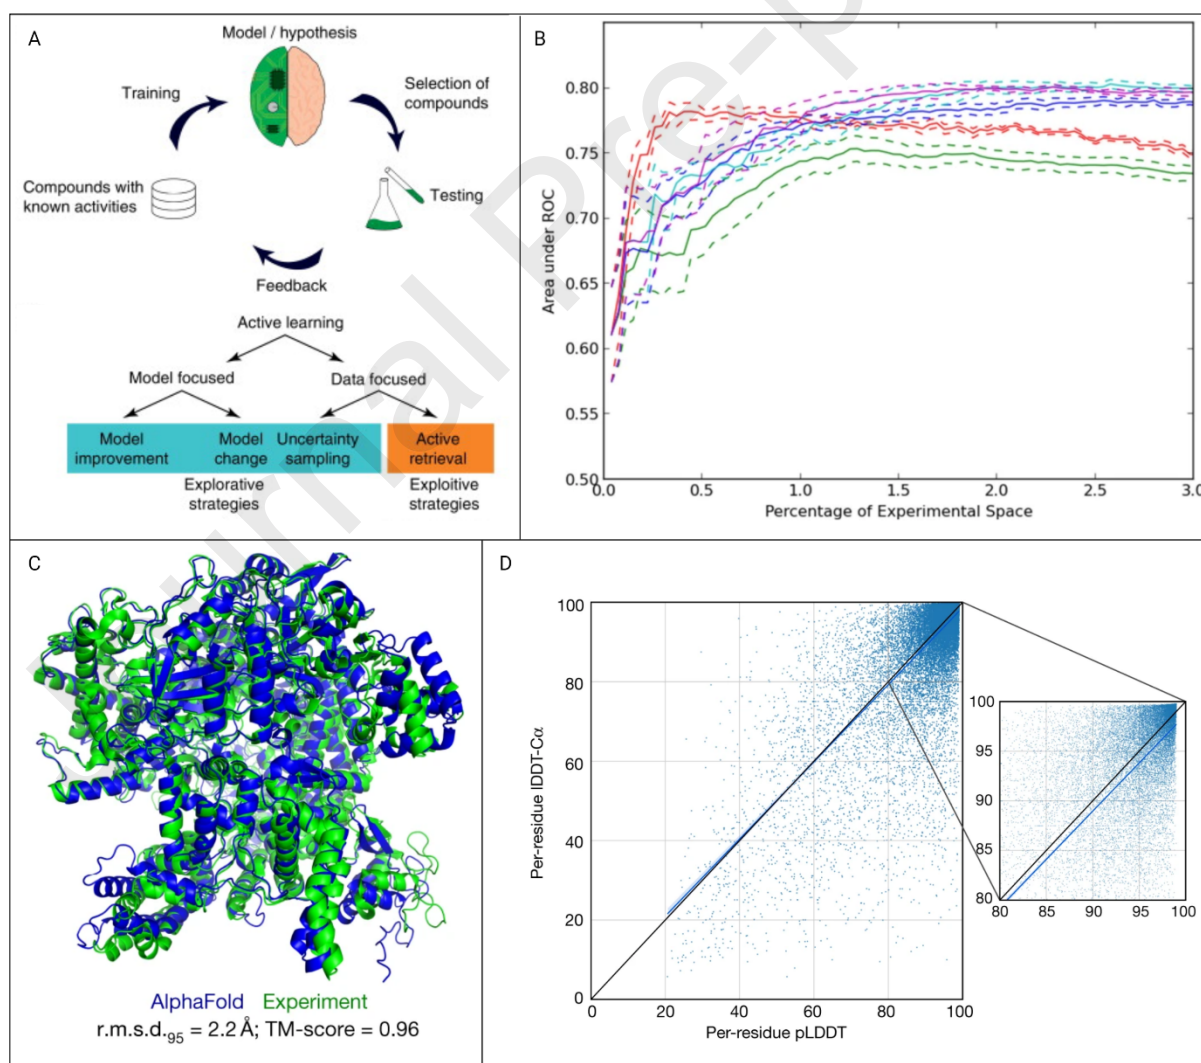 A
Model / hypothesis
Training
Selection of
compounds
Compounds with
known activities
Testing
Feedback
Active learning
Model focused
Data focused
Model
improvement
Model
change
Uncertainty
sampling
Active
retrieval
Explorative
strategies
Exploitive
strategies
B
Area under ROC
0.80
0.75
0.70
0.65
0.60
0.55
0.50
0.0
0.5
1.0
1.5
2.0
2.5
3.0
Percentage of Experimental Space
C
AlphaFold Experiment
r.m.s.d.95 = 2.2 Å; TM-score = 0.96
D
Per-residue lDDT-Cα
100
80
60
40
20
0
0
20
40
60
80
100
Per-residue pLDDT
100
95
90
85
80
80
85
90
95
100
urnal Pre-p